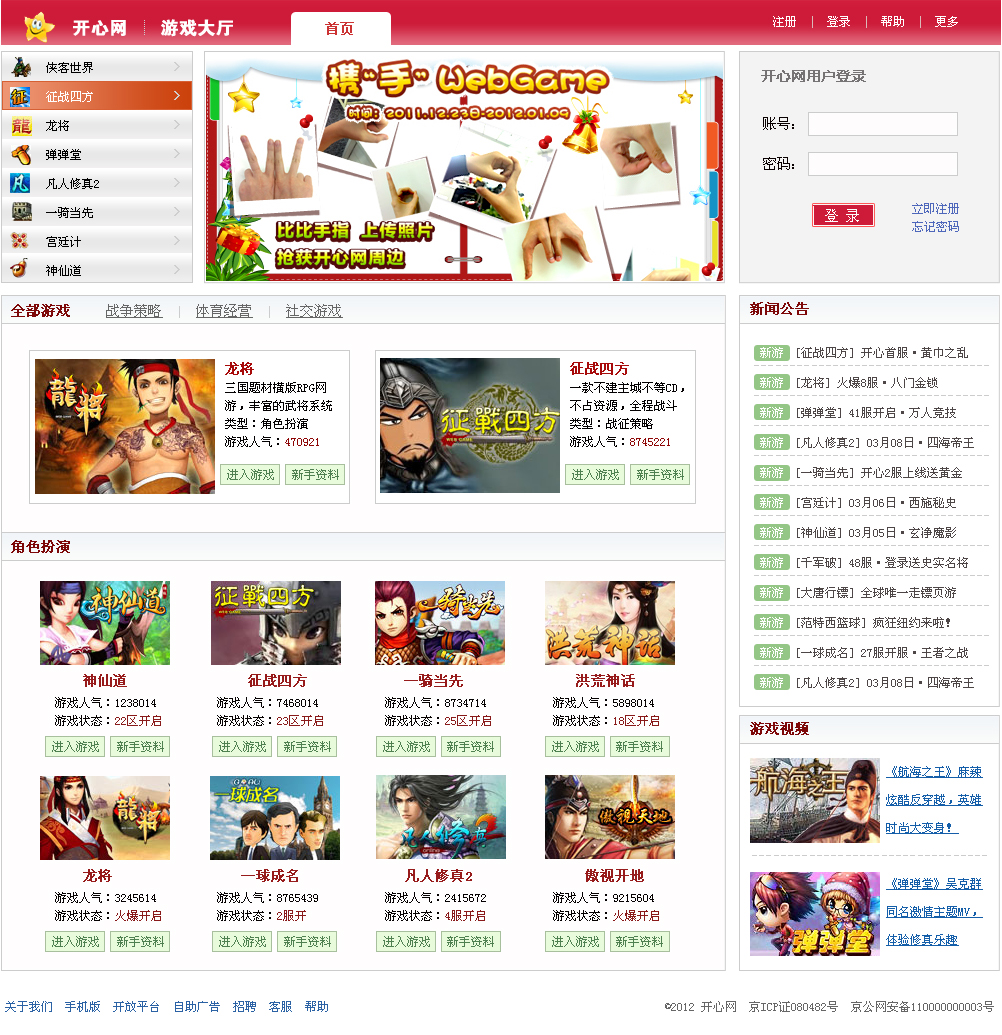 开心网 游戏大厅 首页 注册 | 登录 | 帮助 | 更多
侠客世界
征战四方
龙将
弹弹堂
凡人修真2
一骑当先
宫廷计
神仙道
携“手”WebGame
时间：2011.12.23日-2012.01.09
比比手指 上传照片
抢获开心网周边
开心网用户登录
账号：
密码：
登 录
立即注册
忘记密码
全部游戏 战争策略 | 体育经营 | 社交游戏
龍将
WEB GAME
龙将
三国题材横版RPG网
游，丰富的武将系统
类型：角色扮演
游戏人气：470921
进入游戏 新手资料
征戰四方
WEB GAME
征战四方
一款不建主城不等CD，
不占资源，全程战斗
类型：战征策略
游戏人气：8745221
进入游戏 新手资料
角色扮演
神仙道
神仙道
游戏人气：1238014
游戏状态：22区开启
进入游戏 新手资料
征戰四方
征战四方
游戏人气：7468014
游戏状态：23区开启
进入游戏 新手资料
一骑当先
一骑当先
游戏人气：8734714
游戏状态：25区开启
进入游戏 新手资料
洪荒神话
洪荒神话
游戏人气：5898014
游戏状态：18区开启
进入游戏 新手资料
龍将
龙将
游戏人气：3245614
游戏状态：火爆开启
进入游戏 新手资料
一球成名
一球成名
游戏人气：8765439
游戏状态：2服开
进入游戏 新手资料
凡人修真2
online
凡人修真2
游戏人气：2415672
游戏状态：4服开启
进入游戏 新手资料
傲视天地
傲视开地
游戏人气：9215604
游戏状态：火爆开启
进入游戏 新手资料
新闻公告
新游 [征战四方] 开心首服·黄巾之乱
新游 [龙将] 火爆8服·八门金锁
新游 [弹弹堂] 41服开启·万人竞技
新游 [凡人修真2] 03月08日·四海帝王
新游 [一骑当先] 开心2服上线送黄金
新游 [宫廷计] 03月06日·西施秘史
新游 [神仙道] 03月05日·玄净魔影
新游 [千军破] 48服·登录送史实名将
新游 [大唐行镖] 全球唯一走镖页游
新游 [范特西篮球] 疯狂纽约来啦！
新游 [一球成名] 27服开服·王者之战
新游 [凡人修真2] 03月08日·四海帝王
游戏视频
航海之王
《航海之王》麻辣
炫酷反穿越，英雄
时尚大变身！
弹弹堂
《弹弹堂》吴克群
同名激情主题MV，
体验修真乐趣
关于我们 手机版 开放平台 自助广告 招聘 客服 帮助
©2012 开心网 京ICP证080482号 京公网安备110000000003号